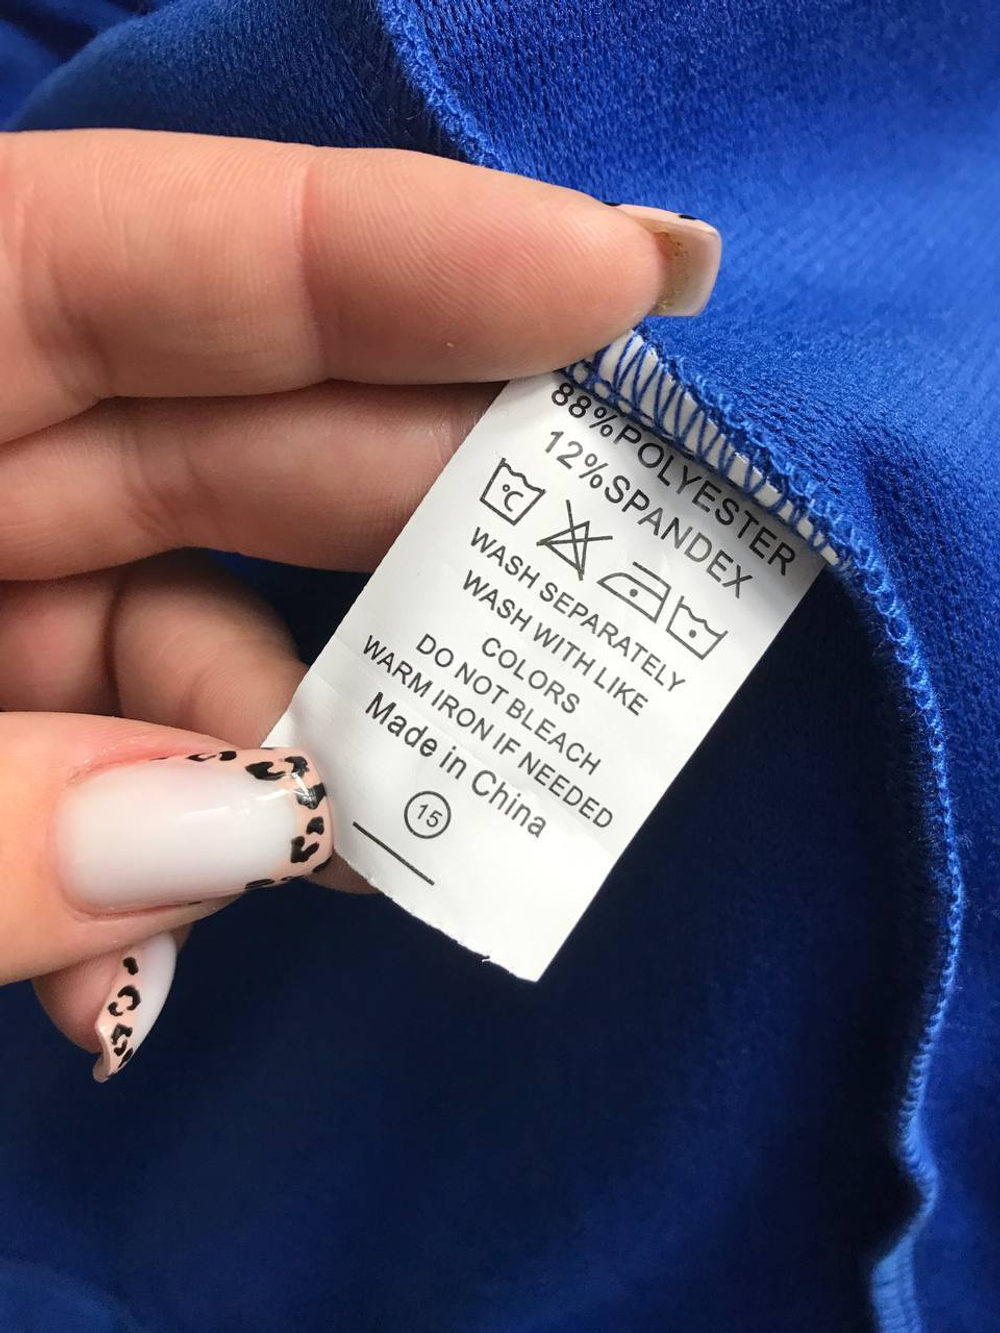 88%POLYESTER
12%SPANDEX
°C
WASH SEPARATELY
WASH WITH LIKE
COLORS
DO NOT BLEACH
WARM IRON IF NEEDED
Made in China
15